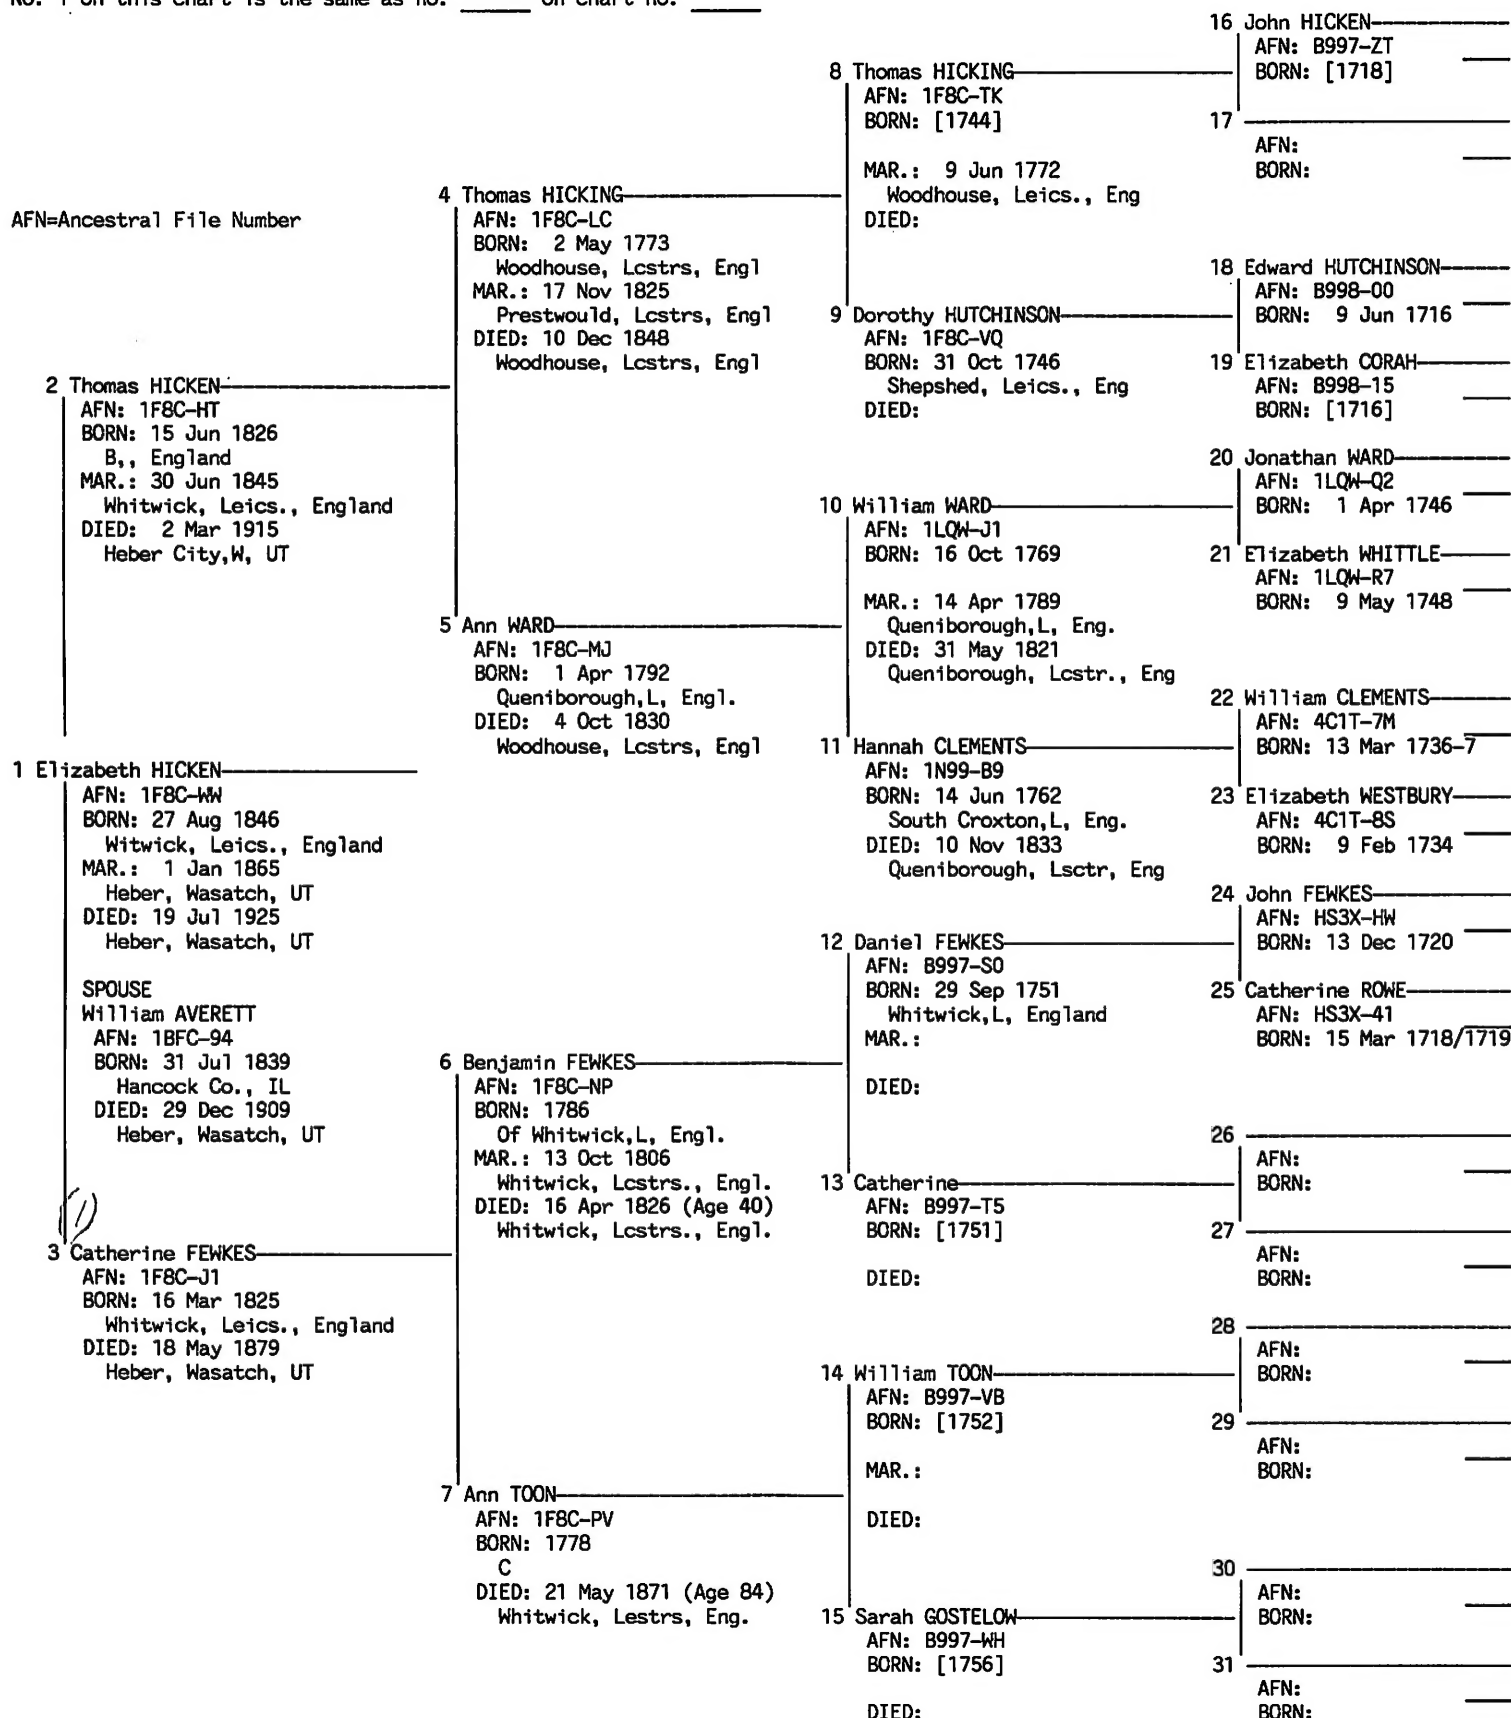 No. 1 on this chart is the same as no. _____ on chart no. _____
AFN=Ancestral File Number
2 Thomas HICKEN
AFN: 1F8C-HT
BORN: 15 Jun 1826
B,, England
MAR.: 30 Jun 1845
Whitwick, Leics., England
DIED: 2 Mar 1915
Heber City,W, UT
1 Elizabeth HICKEN
AFN: 1F8C-WW
BORN: 27 Aug 1846
Witwick, Leics., England
MAR.: 1 Jan 1865
Heber, Wasatch, UT
DIED: 19 Jul 1925
Heber, Wasatch, UT
SPOUSE
William AVERETT
AFN: 1BFC-94
BORN: 31 Jul 1839
Hancock Co., IL
DIED: 29 Dec 1909
Heber, Wasatch, UT
(1)
3 Catherine FEWKES
AFN: 1F8C-J1
BORN: 16 Mar 1825
Whitwick, Leics., England
DIED: 18 May 1879
Heber, Wasatch, UT
4 Thomas HICKING
AFN: 1F8C-LC
BORN: 2 May 1773
Woodhouse, Lcstrs, Engl
MAR.: 17 Nov 1825
Prestwould, Lcstrs, Engl
DIED: 10 Dec 1848
Woodhouse, Lcstrs, Engl
5 Ann WARD
AFN: 1F8C-MJ
BORN: 1 Apr 1792
Queniborough,L, Engl.
DIED: 4 Oct 1830
Woodhouse, Lcstrs, Engl
6 Benjamin FEWKES
AFN: 1F8C-NP
BORN: 1786
Of Whitwick,L, Engl.
MAR.: 13 Oct 1806
Whitwick, Lcstrs., Engl.
DIED: 16 Apr 1826 (Age 40)
Whitwick, Lcstrs., Engl.
7 Ann TOON
AFN: 1F8C-PV
BORN: 1778
C
DIED: 21 May 1871 (Age 84)
Whitwick, Lestrs, Eng.
8 Thomas HICKING
AFN: 1F8C-TK
BORN: [1744]
MAR.: 9 Jun 1772
Woodhouse, Leics., Eng
DIED:
9 Dorothy HUTCHINSON
AFN: 1F8C-VQ
BORN: 31 Oct 1746
Shepshed, Leics., Eng
DIED:
10 William WARD
AFN: 1LQW-J1
BORN: 16 Oct 1769
MAR.: 14 Apr 1789
Queniborough,L, Eng.
DIED: 31 May 1821
Queniborough, Lcstr., Eng
11 Hannah CLEMENTS
AFN: 1N99-B9
BORN: 14 Jun 1762
South Croxton,L, Eng.
DIED: 10 Nov 1833
Queniborough, Lsctr, Eng
12 Daniel FEWKES
AFN: B997-S0
BORN: 29 Sep 1751
Whitwick,L, England
MAR.:
DIED:
13 Catherine
AFN: B997-T5
BORN: [1751]
DIED:
14 William TOON
AFN: B997-VB
BORN: [1752]
MAR.:
DIED:
15 Sarah GOSTELOW
AFN: B997-WH
BORN: [1756]
DIED:
16 John HICKEN
AFN: B997-ZT
BORN: [1718]
17
AFN:
BORN:
18 Edward HUTCHINSON
AFN: B998-00
BORN: 9 Jun 1716
19 Elizabeth CORAH
AFN: B998-15
BORN: [1716]
20 Jonathan WARD
AFN: 1LQW-Q2
BORN: 1 Apr 1746
21 Elizabeth WHITTLE
AFN: 1LQW-R7
BORN: 9 May 1748
22 William CLEMENTS
AFN: 4C1T-7M
BORN: 13 Mar 1736-7
23 Elizabeth WESTBURY
AFN: 4C1T-8S
BORN: 9 Feb 1734
24 John FEWKES
AFN: HS3X-HW
BORN: 13 Dec 1720
25 Catherine ROWE
AFN: HS3X-41
BORN: 15 Mar 1718/1719
26
AFN:
BORN:
27
AFN:
BORN:
28
AFN:
BORN:
29
AFN:
BORN:
30
AFN:
BORN:
31
AFN:
BORN: